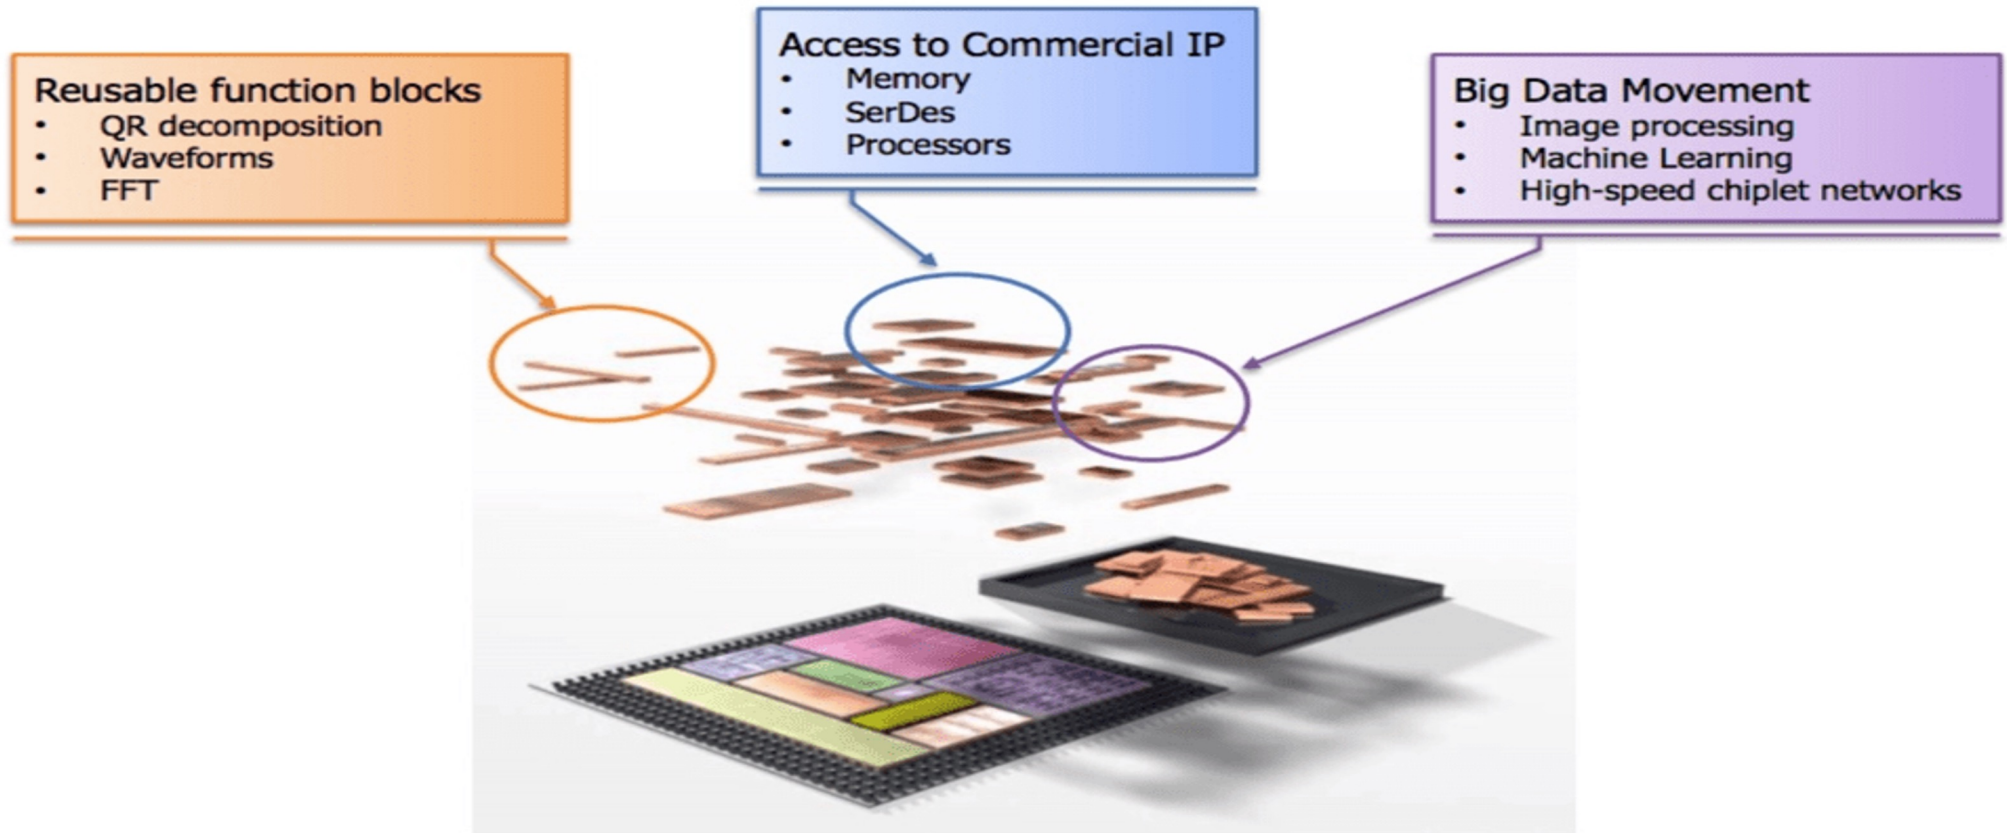 Reusable function blocks
• QR decomposition
• Waveforms
• FFT
Access to Commercial IP
• Memory
• SerDes
• Processors
Big Data Movement
• Image processing
• Machine Learning
• High-speed chiplet networks